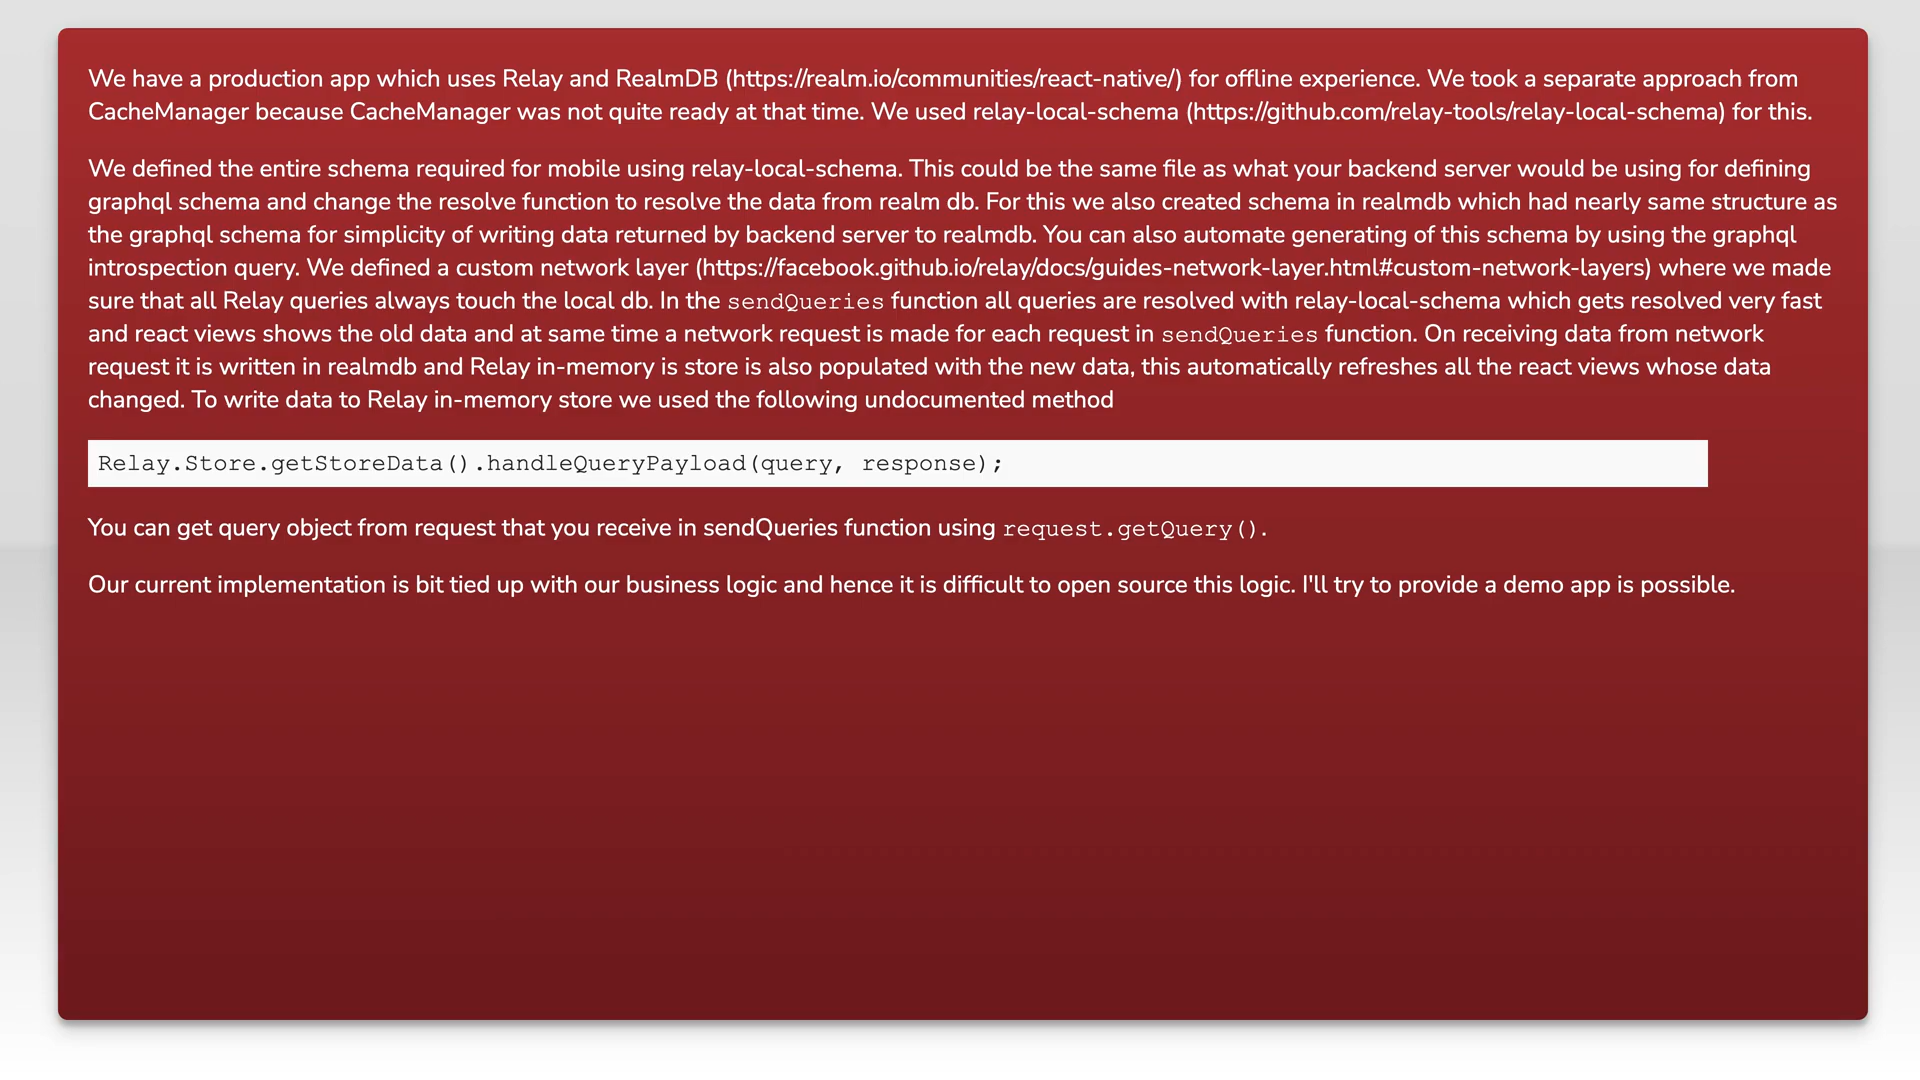 We have a production app which uses Relay and RealmDB (https://realm.io/communities/react-native/) for offline experience. We took a separate approach from
CacheManager because CacheManager was not quite ready at that time. We used relay-local-schema (https://github.com/relay-tools/relay-local-schema) for this.
We defined the entire schema required for mobile using relay-local-schema. This could be the same file as what your backend server would be using for defining
graphql schema and change the resolve function to resolve the data from realm db. For this we also created schema in realmdb which had nearly same structure as
the graphql schema for simplicity of writing data returned by backend server to realmdb. You can also automate generating of this schema by using the graphql
introspection query. We defined a custom network layer (https://facebook.github.io/relay/docs/guides-network-layer.html#custom-network-layers) where we made
sure that all Relay queries always touch the local db. In the sendQueries function all queries are resolved with relay-local-schema which gets resolved very fast
and react views shows the old data and at same time a network request is made for each request in sendQueries function. On receiving data from network
request it is written in realmdb and Relay in-memory is store is also populated with the new data, this automatically refreshes all the react views whose data
changed. To write data to Relay in-memory store we used the following undocumented method
Relay.Store.getStoreData().handleQueryPayload(query, response);
You can get query object from request that you receive in sendQueries function using request.getQuery().
Our current implementation is bit tied up with our business logic and hence it is difficult to open source this logic. I'll try to provide a demo app is possible.